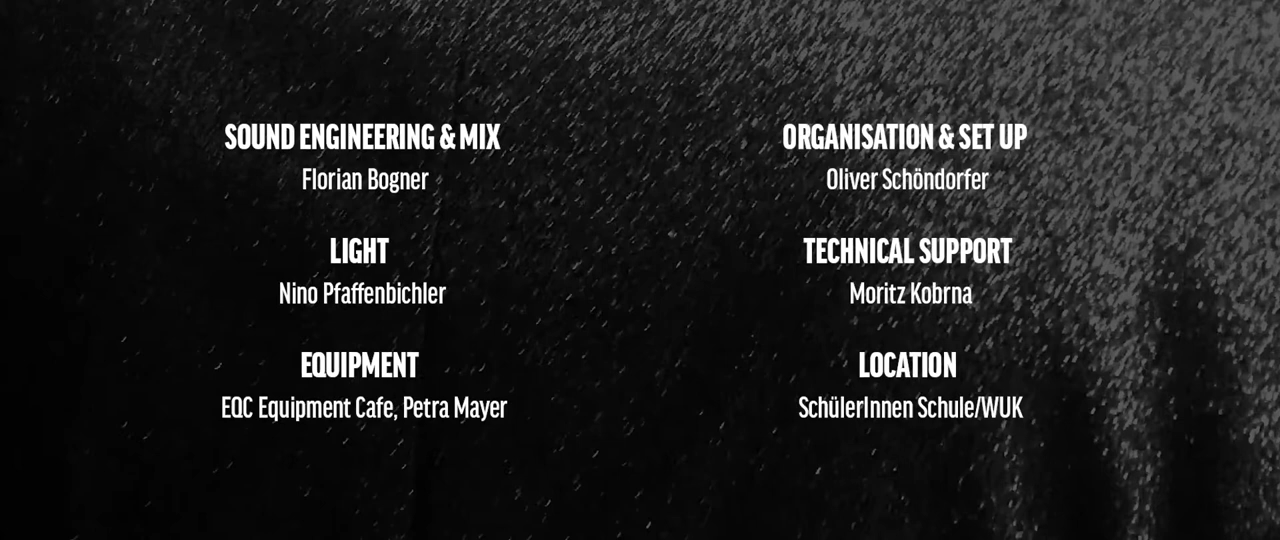 SOUND ENGINEERING & MIX
Florian Bogner
LIGHT
Nino Pfaffenbichler
EQUIPMENT
EQC Equipment Cafe, Petra Mayer
ORGANISATION & SET UP
Oliver Schöndorfer
TECHNICAL SUPPORT
Moritz Kobrna
LOCATION
SchülerInnen Schule/WUK